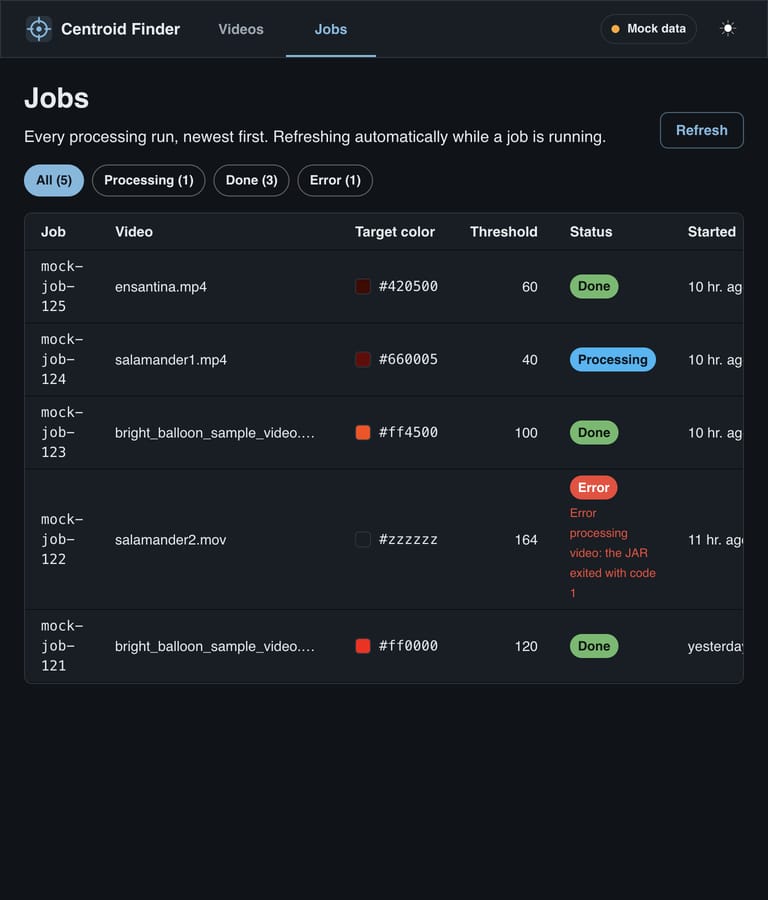 Centroid Finder
Videos
Jobs
Mock data
Jobs
Every processing run, newest first. Refreshing automatically while a job is running.
Refresh
All (5)
Processing (1)
Done (3)
Error (1)
Job Video Target color Threshold Status Started
mock-
job-
125
ensantina.mp4 #420500 60 Done 10 hr. ag
mock-
job-
124
salamander1.mp4 #660005 40 Processing 10 hr. ag
mock-
job-
123
bright_balloon_sample_video.… #ff4500 100 Done 10 hr. ag
mock-
job-
122
salamander2.mov #zzzzzz 164 Error
Error
processing
video: the JAR
exited with code
1
11 hr. ag
mock-
job-
121
bright_balloon_sample_video.… #ff0000 120 Done yesterday